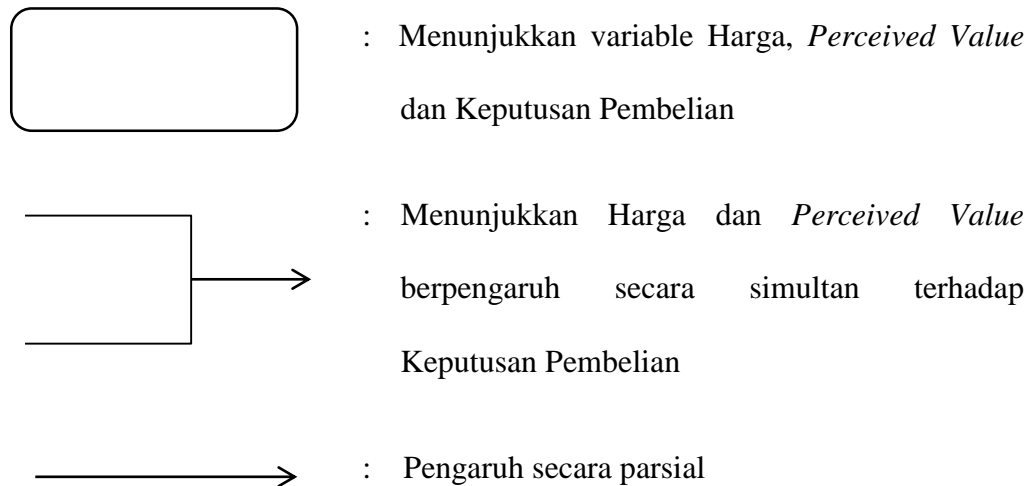 : Menunjukkan variable Harga, Perceived Value
dan Keputusan Pembelian
: Menunjukkan Harga dan Perceived Value
berpengaruh secara simultan terhadap
Keputusan Pembelian
: Pengaruh secara parsial